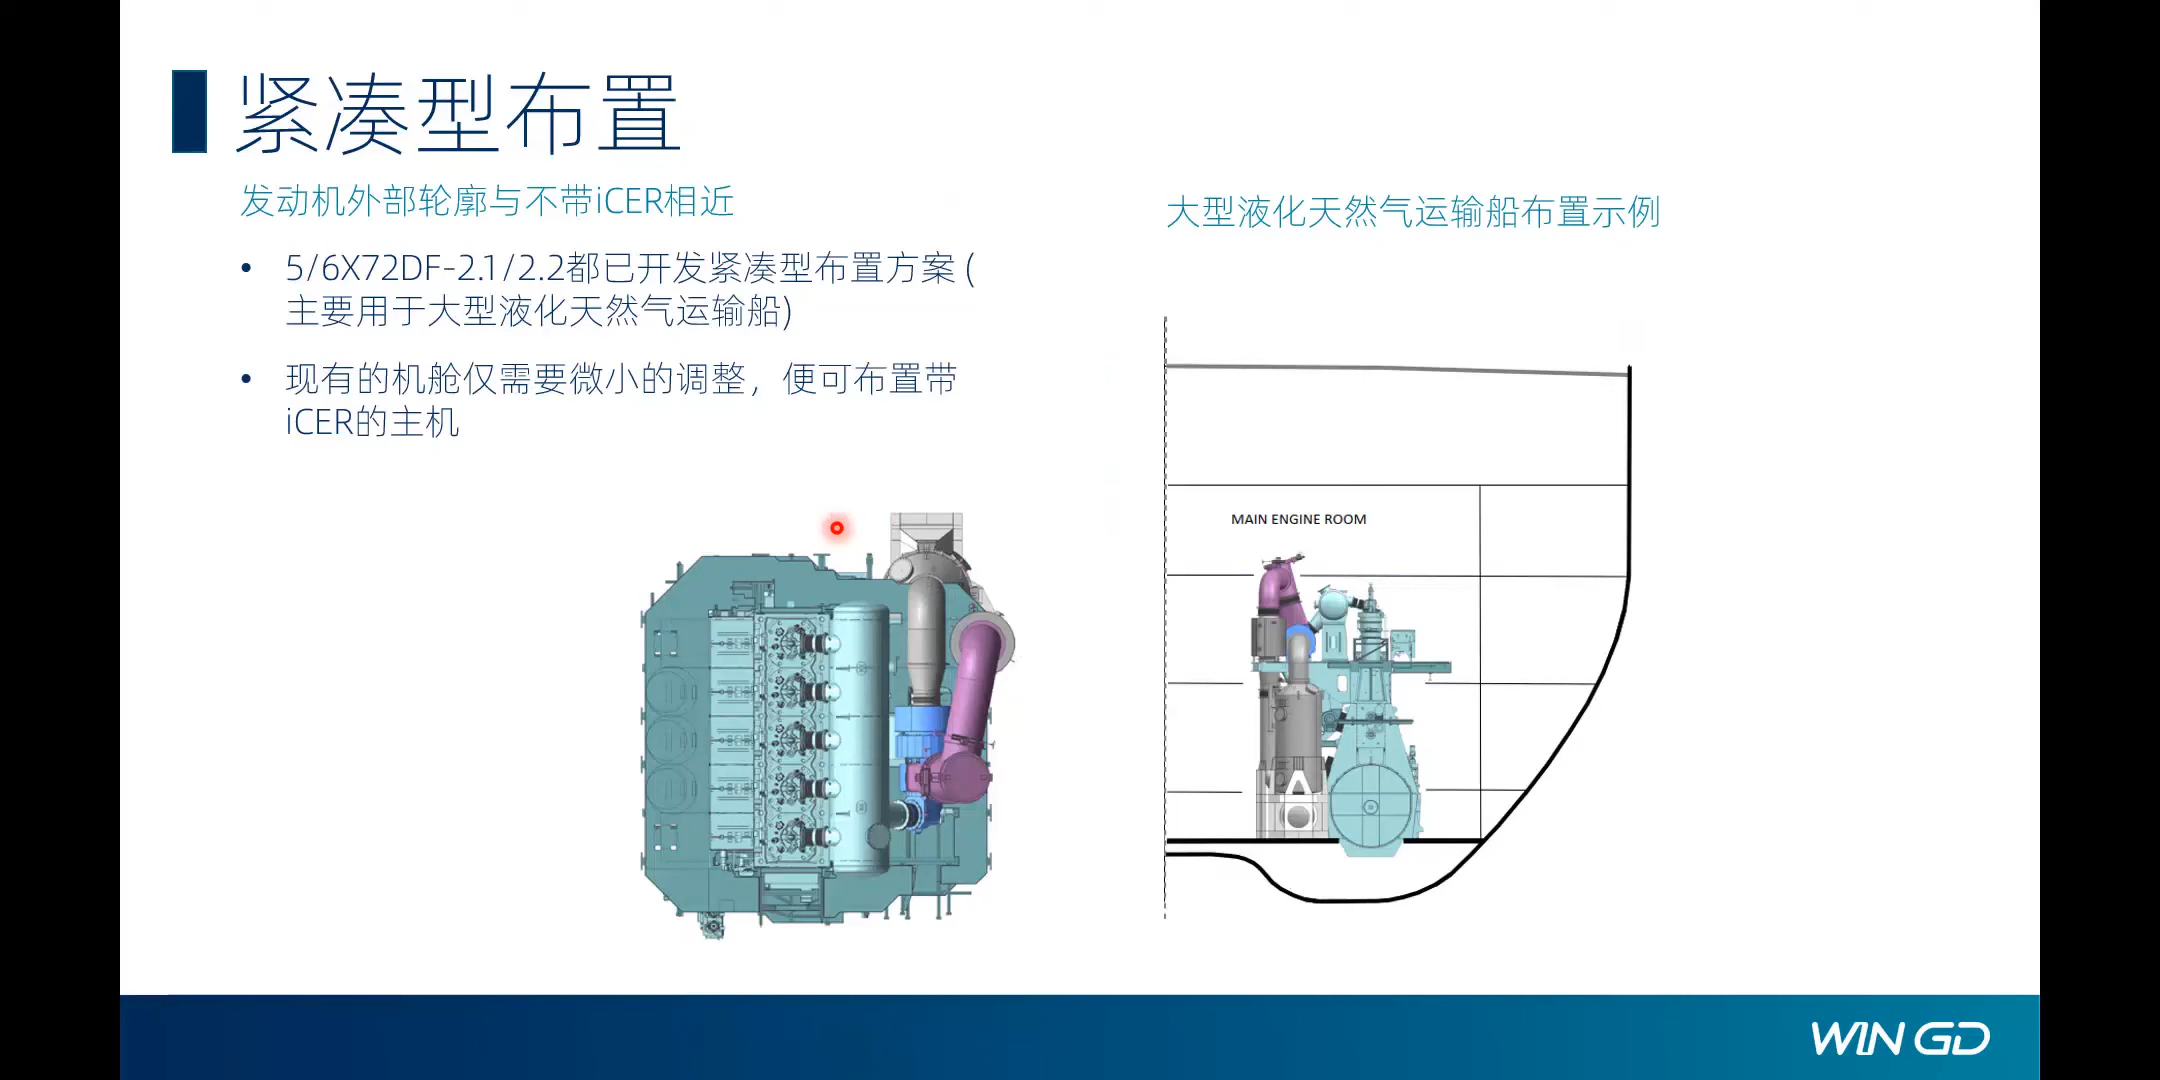 紧凑型布置
发动机外部轮廓与不带iCER相近
• 5/6X72DF-2.1/2.2都已开发紧凑型布置方案 (
主要用于大型液化天然气运输船)
• 现有的机舱仅需要微小的调整，便可布置带
iCER的主机
大型液化天然气运输船布置示例
MAIN ENGINE ROOM
WIN GD